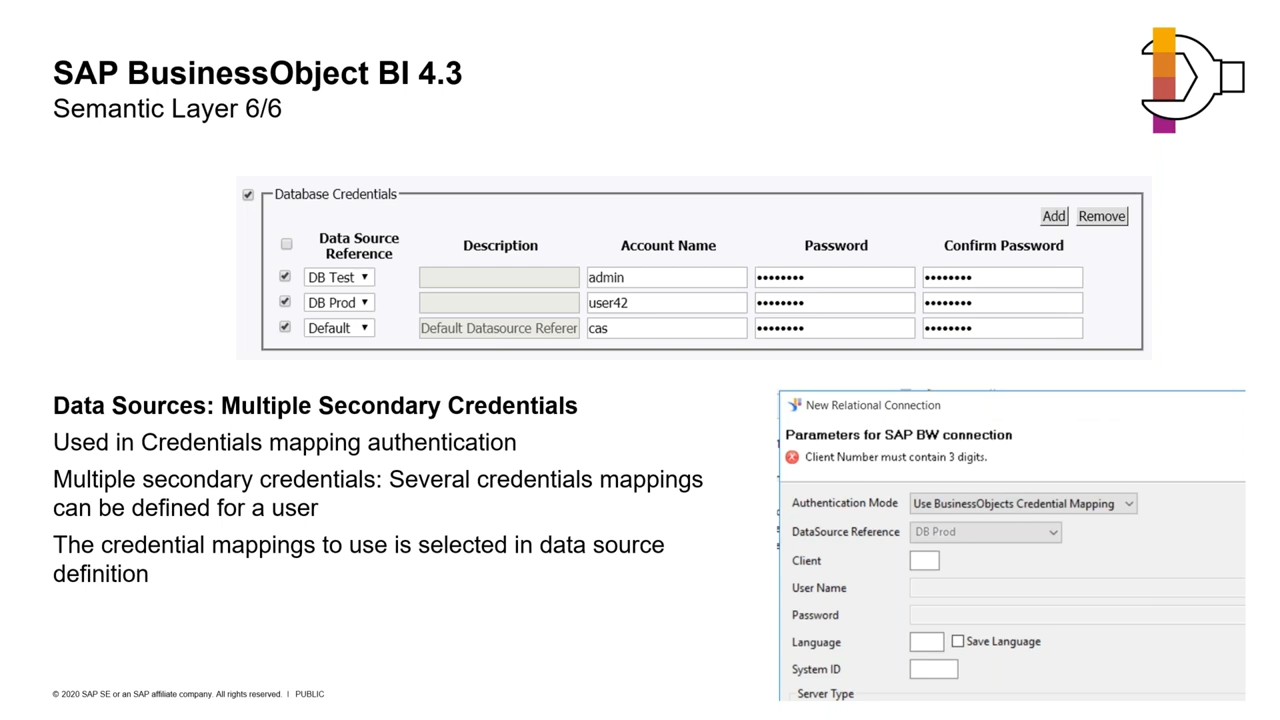 SAP BusinessObject BI 4.3
Semantic Layer 6/6
Database Credentials
Add Remove
Data Source Reference Description Account Name Password Confirm Password
DB Test admin •••••••• ••••••••
DB Prod user42 •••••••• ••••••••
Default Default Datasource Referer cas •••••••• ••••••••
Data Sources: Multiple Secondary Credentials
Used in Credentials mapping authentication
Multiple secondary credentials: Several credentials mappings
can be defined for a user
The credential mappings to use is selected in data source
definition
New Relational Connection
Parameters for SAP BW connection
Client Number must contain 3 digits.
Authentication Mode Use BusinessObjects Credential Mapping
DataSource Reference DB Prod
Client
User Name
Password
Language Save Language
System ID
Server Type
© 2020 SAP SE or an SAP affiliate company. All rights reserved. I PUBLIC